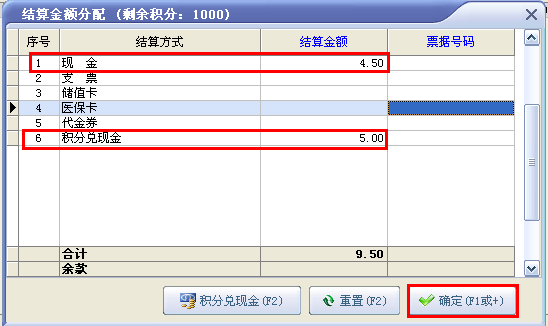 结算金额分配 (剩余积分: 1000)
序号 结算方式 结算金额 票据号码
1 现 金 4.50
2 支 票
3 储值卡
4 医保卡
5 代金券
6 积分兑现金 5.00
合计 9.50
余款
积分兑现金(F2) 重置(F2) 确定(F1或+)